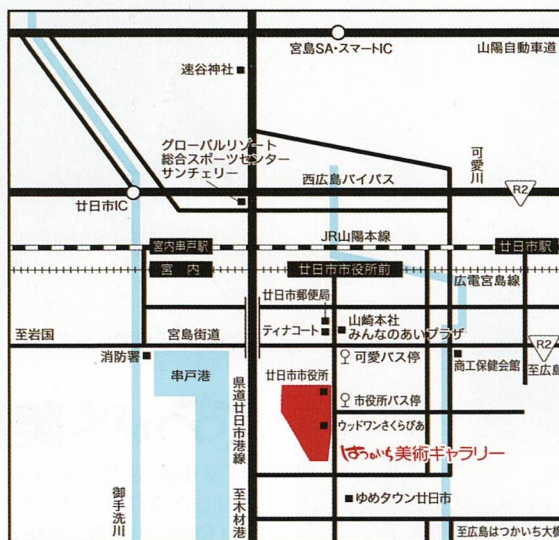 宮島SA・スマートIC
山陽自動車道
速谷神社
グローバルリゾート
総合スポーツセンター
サンチェリー
可愛川
西広島バイパス
R2
廿日市IC
JR山陽本線
宮内串戸駅
廿日市駅
宮内
廿日市市役所前
広電宮島線
廿日市郵便局
ティナコート
山崎本社
みんなのあいプラザ
至岩国
宮島街道
R2
消防署
可愛バス停
商工保健会館
至広島
串戸港
県道廿日市港線
廿日市市役所
市役所バス停
ウッドワンさくらぴあ
はつかいち美術ギャラリー
御手洗川
至木材港
ゆめタウン廿日市
至広島はつかいち大橋